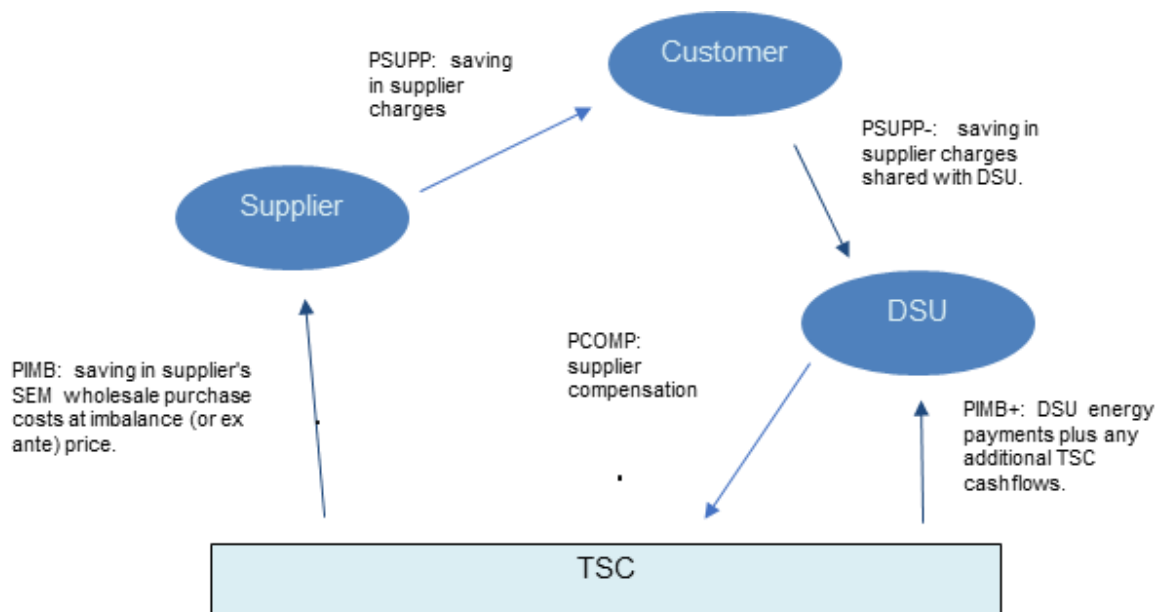 Customer
PSUPP: saving
in supplier
charges
PSUPP-: saving in
supplier charges
shared with DSU.
Supplier
DSU
PCOMP:
supplier
compensation
PIMB: saving in supplier's
SEM wholesale purchase
costs at imbalance (or ex
ante) price.
PIMB+: DSU energy
payments plus any
additional TSC
cashflows.
TSC